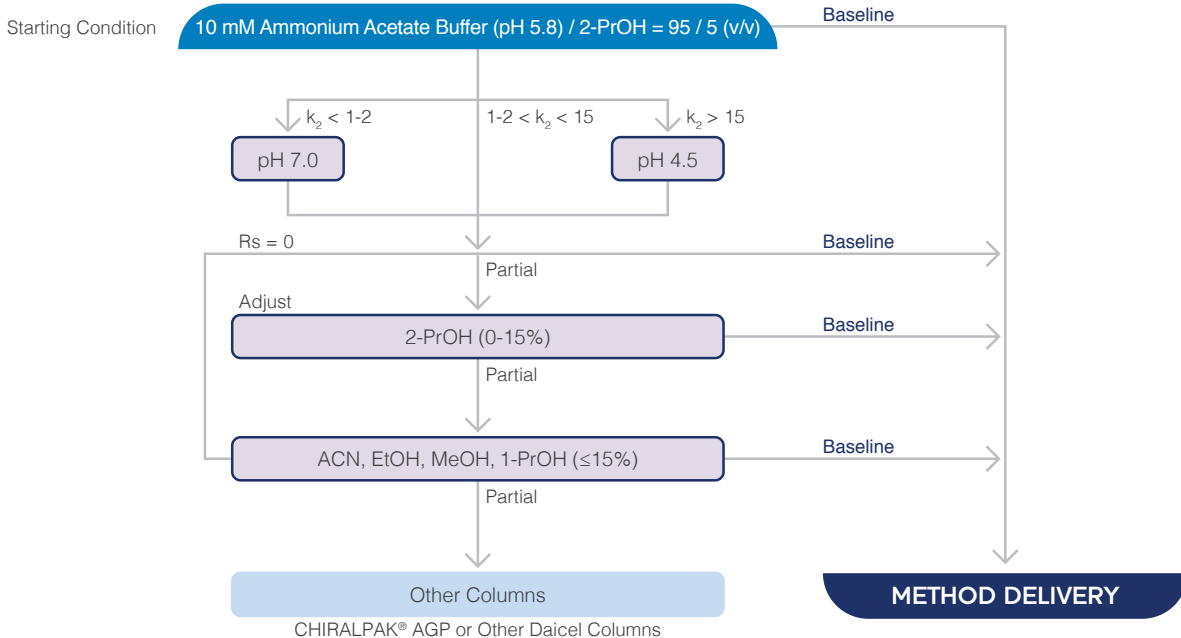 Baseline
Starting Condition
10 mM Ammonium Acetate Buffer (pH 5.8) / 2-PrOH = 95 / 5 (v/v)
k₂ < 1-2
1-2 < k₂ < 15
k₂ > 15
pH 7.0
pH 4.5
Rs = 0
Baseline
Partial
Adjust
2-PrOH (0-15%)
Baseline
Partial
ACN, EtOH, MeOH, 1-PrOH (≤15%)
Baseline
Partial
Other Columns
METHOD DELIVERY
CHIRALPAK® AGP or Other Daicel Columns